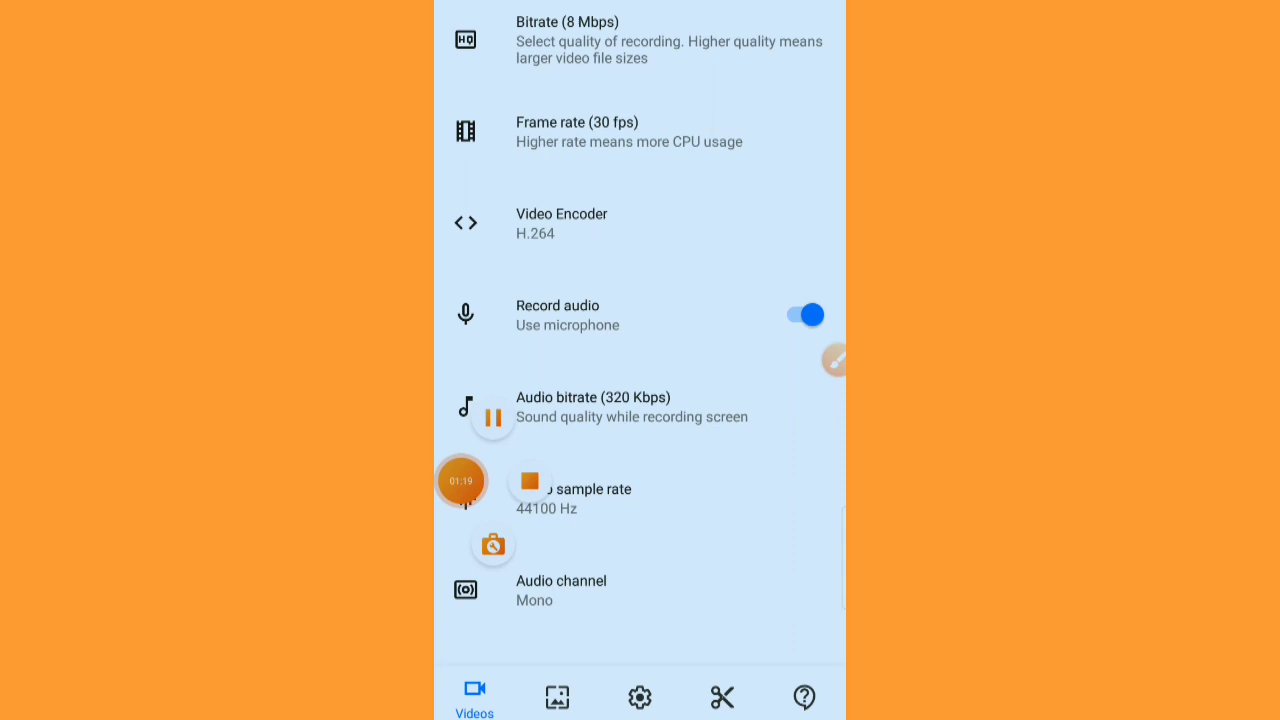 Bitrate (8 Mbps)
Select quality of recording. Higher quality means
larger video file sizes
HQ
Frame rate (30 fps)
Higher rate means more CPU usage
Video Encoder
H.264
Record audio
Use microphone
Audio bitrate (320 Kbps)
Sound quality while recording screen
01:19
sample rate
44100 Hz
Audio channel
Mono
Videos